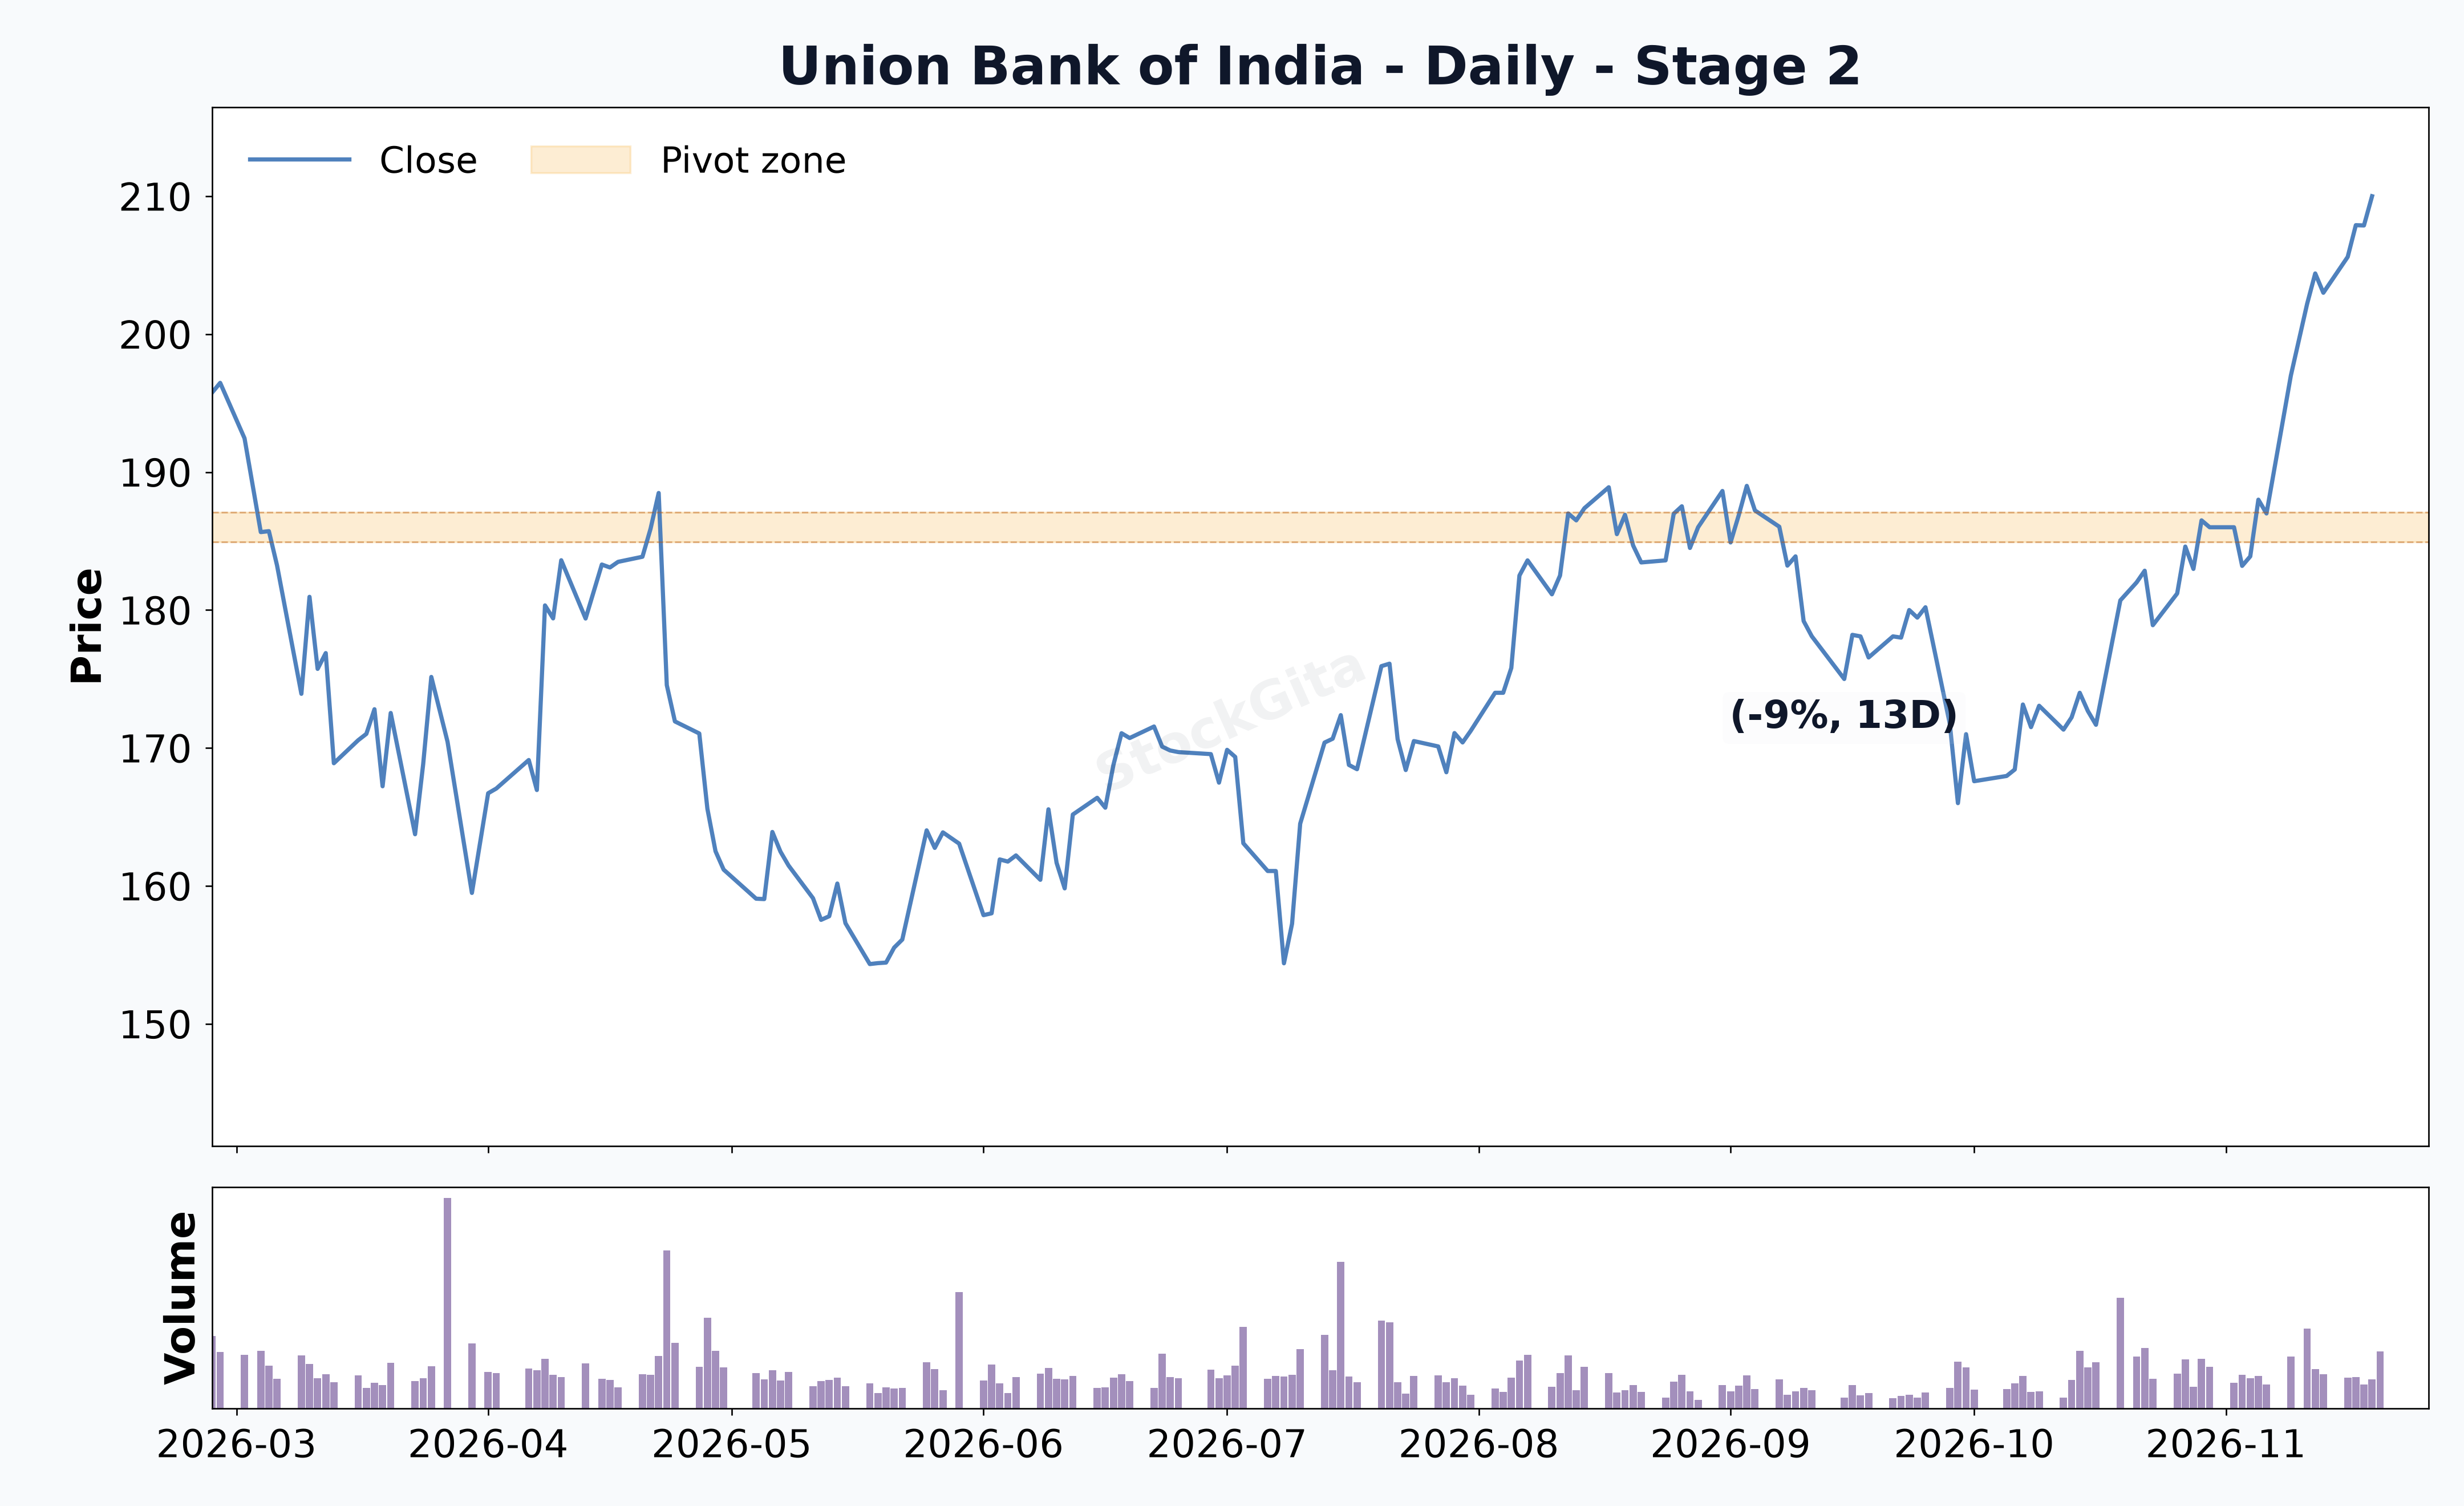 Union Bank of India - Daily - Stage 2
Close
Pivot zone
210
200
190
180
170
160
150
Price
StockGita
(-9%, 13D)
Volume
2026-03
2026-04
2026-05
2026-06
2026-07
2026-08
2026-09
2026-10
2026-11